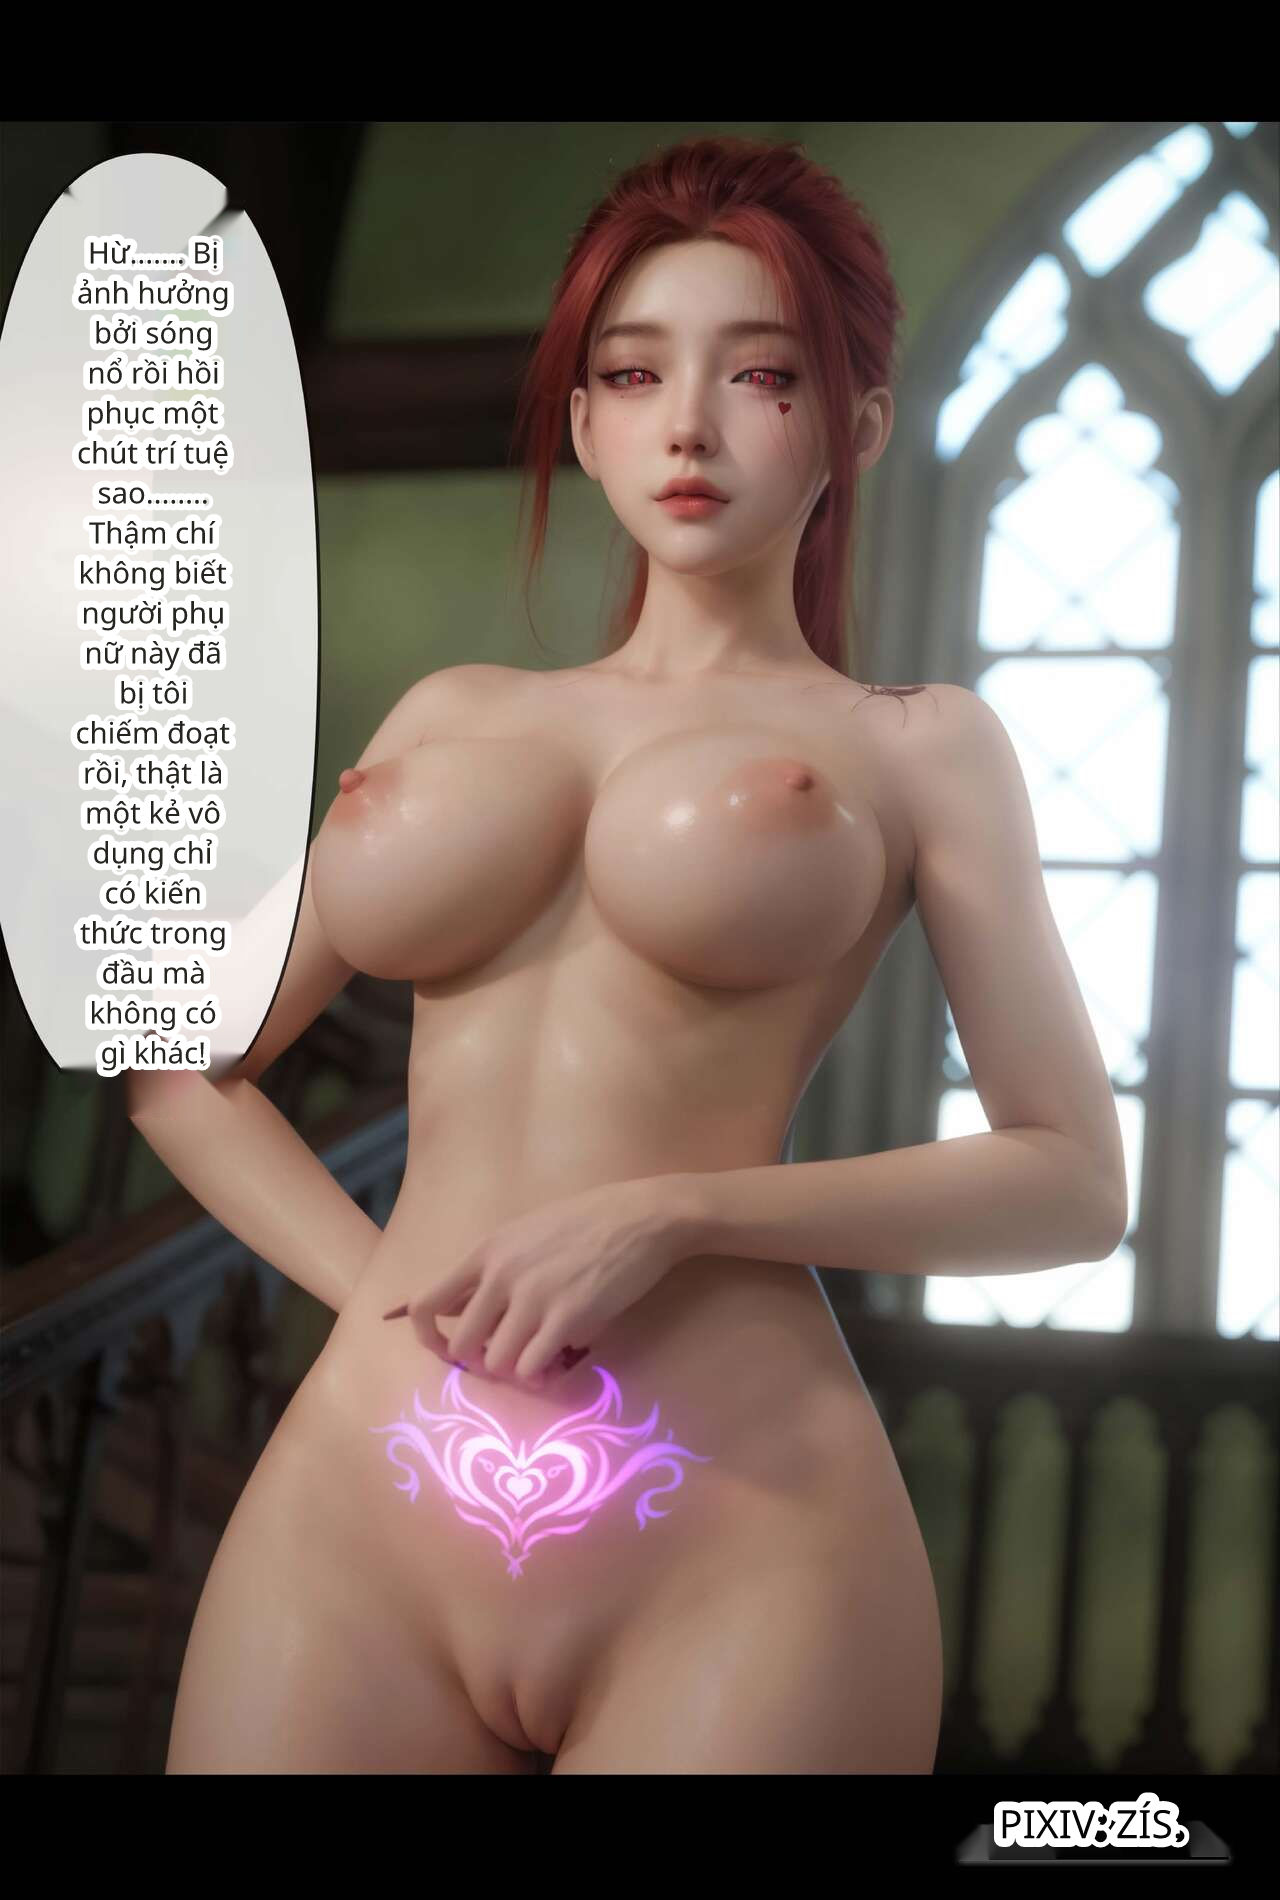 Hừ....... Bị
ảnh hưởng
bởi sóng
nổ rồi hồi
phục một
chút trí tuệ
sao........
Thậm chí
không biết
người phụ
nữ này đã
bị tôi
chiếm đoạt
rồi, thật là
một kẻ vô
dụng chỉ
có kiến
thức trong
đầu mà
không có
gì khác!
PIXIV:ZÍS,